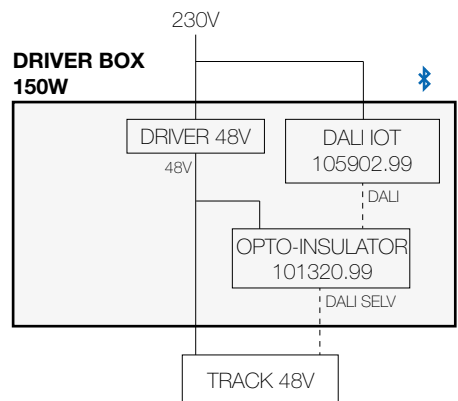 230V
DRIVER BOX
150W
DRIVER 48V
48V
DALI IOT
105902.99
DALI
OPTO-INSULATOR
101320.99
DALI SELV
TRACK 48V